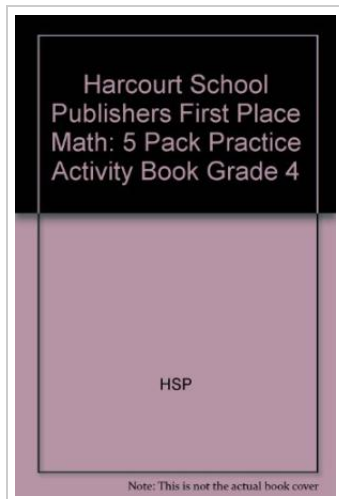 Harcourt School
Publishers First Place
Math: 5 Pack Practice
Activity Book Grade 4
HSP
Note: This is not the actual book cover